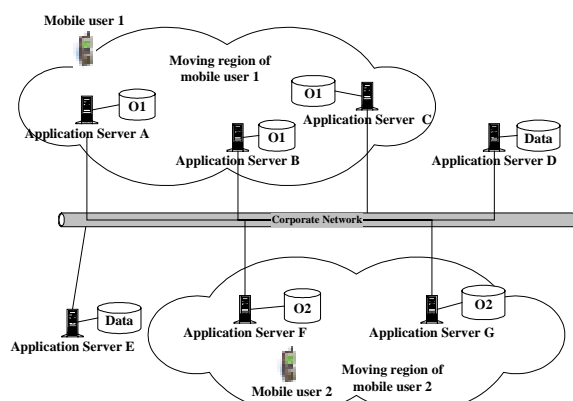 Mobile user 1
Moving region of
mobile user 1
O1
O1
Application Server A
Application Server C
O1
Data
Application Server B
Application Server D
Corporate Network
Data
O2
O2
Application Server E
Application Server F
Application Server G
Mobile user 2
Moving region of
mobile user 2